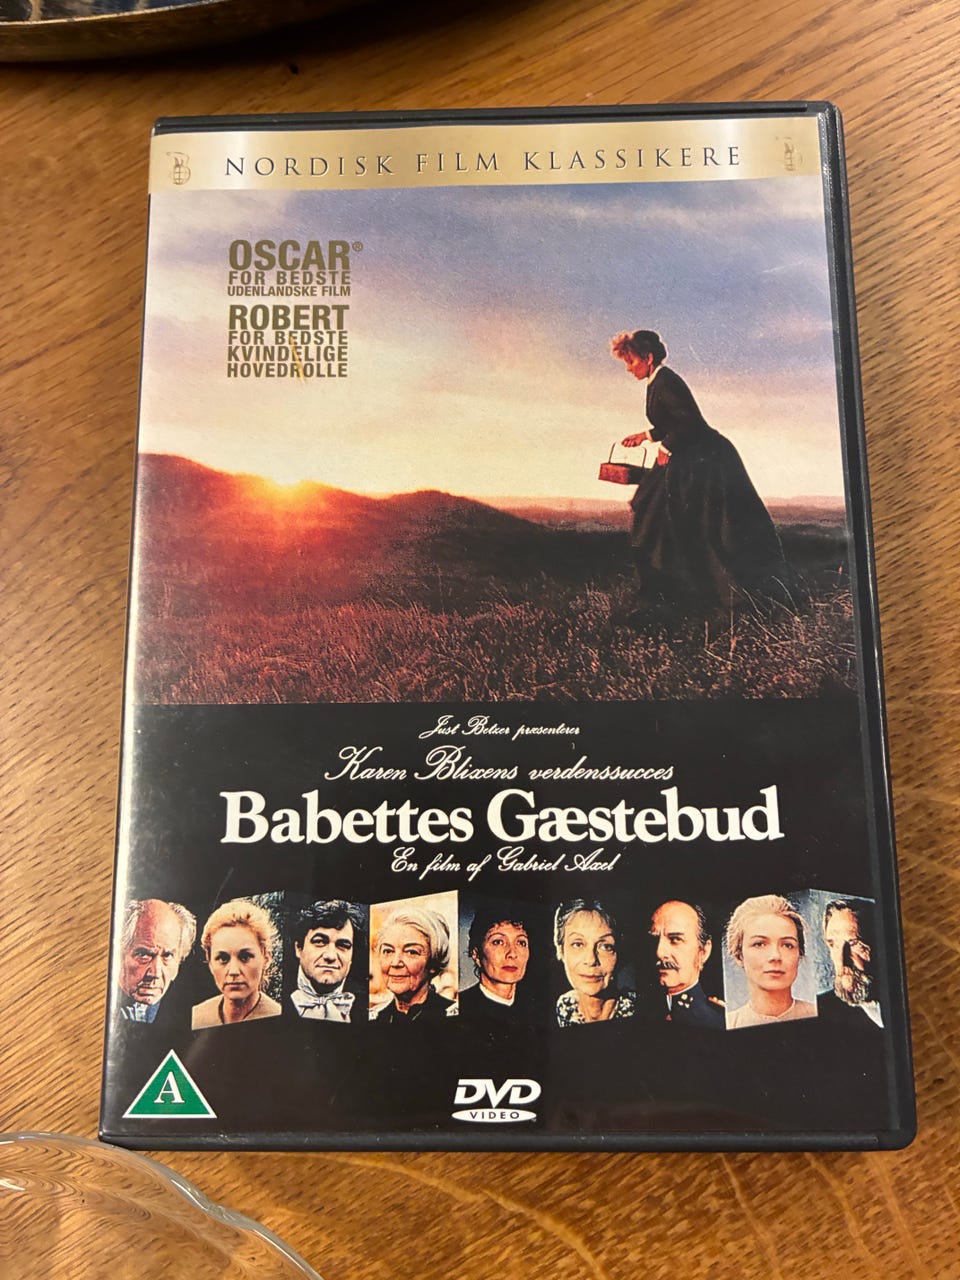 NORDISK FILM KLASSIKERE
OSCAR®
FOR BEDSTE
UDENLANDSKE FILM
ROBERT
FOR BEDSTE
KVINDELIGE
HOVEDROLLE
Just Betzer præsenterer
Karen Blixens verdenssucces
Babettes Gæstebud
En film af Gabriel Axel
A
DVD
VIDEO